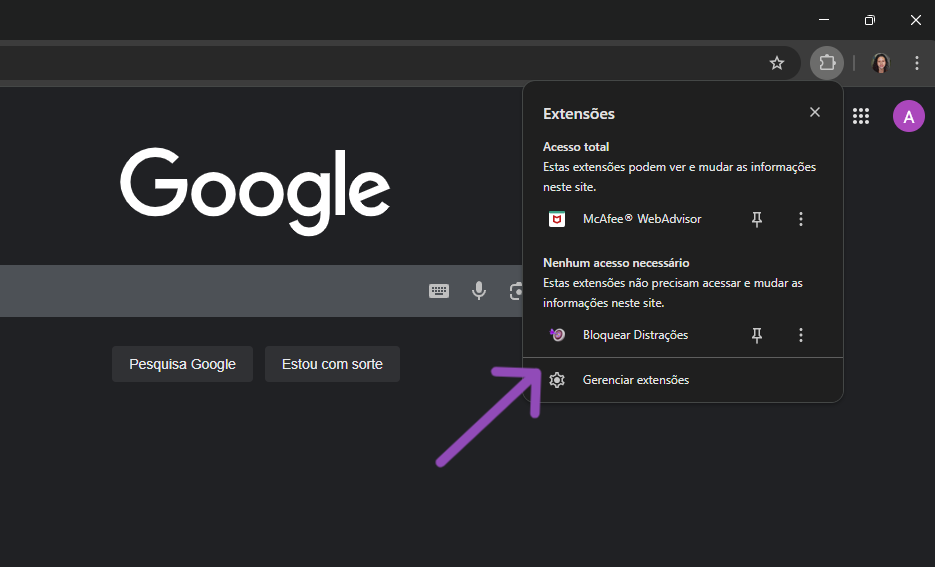 Extensões
Acesso total
Estas extensões podem ver e mudar as informações
neste site.
McAfee® WebAdvisor
Nenhum acesso necessário
Estas extensões não precisam acessar e mudar as
informações neste site.
Bloquear Distrações
Gerenciar extensões
A
Google
Pesquisa Google
Estou com sorte